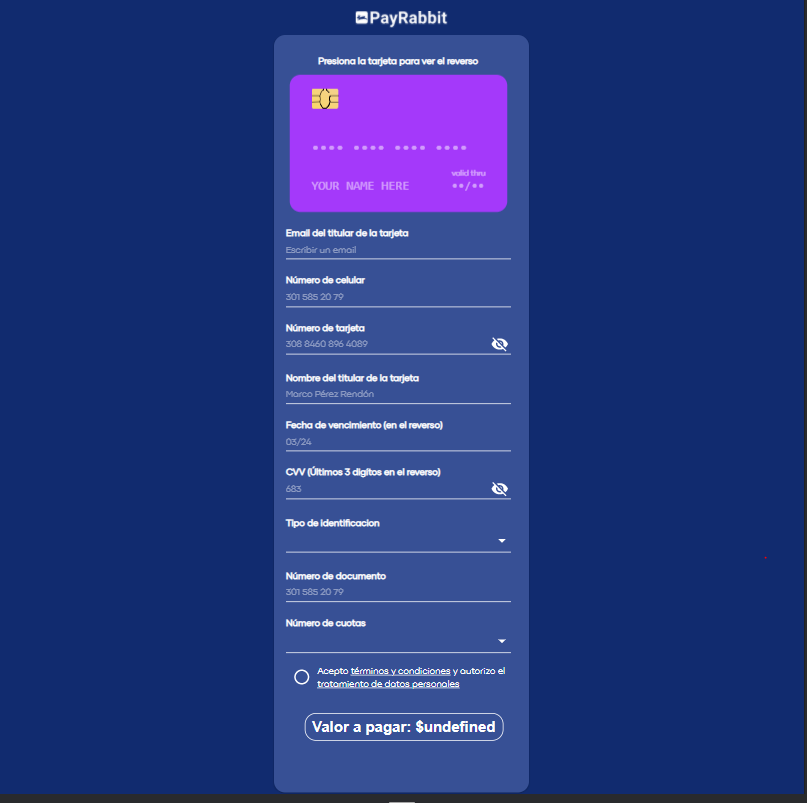 PayRabbit
Presiona la tarjeta para ver el reverso
•••• •••• •••• ••••
valid thru
YOUR NAME HERE ••/••
Email del titular de la tarjeta
Escribir un email
Número de celular
301 585 20 79
Número de tarjeta
308 8460 896 4089
Nombre del titular de la tarjeta
Marco Pérez Rendón
Fecha de vencimiento (en el reverso)
03/24
CVV (Últimos 3 digitos en el reverso)
683
Tipo de identificacion
Número de documento
301 585 20 79
Número de cuotas
Acepto términos y condiciones y autorizo el
tratamiento de datos personales
Valor a pagar: $undefined